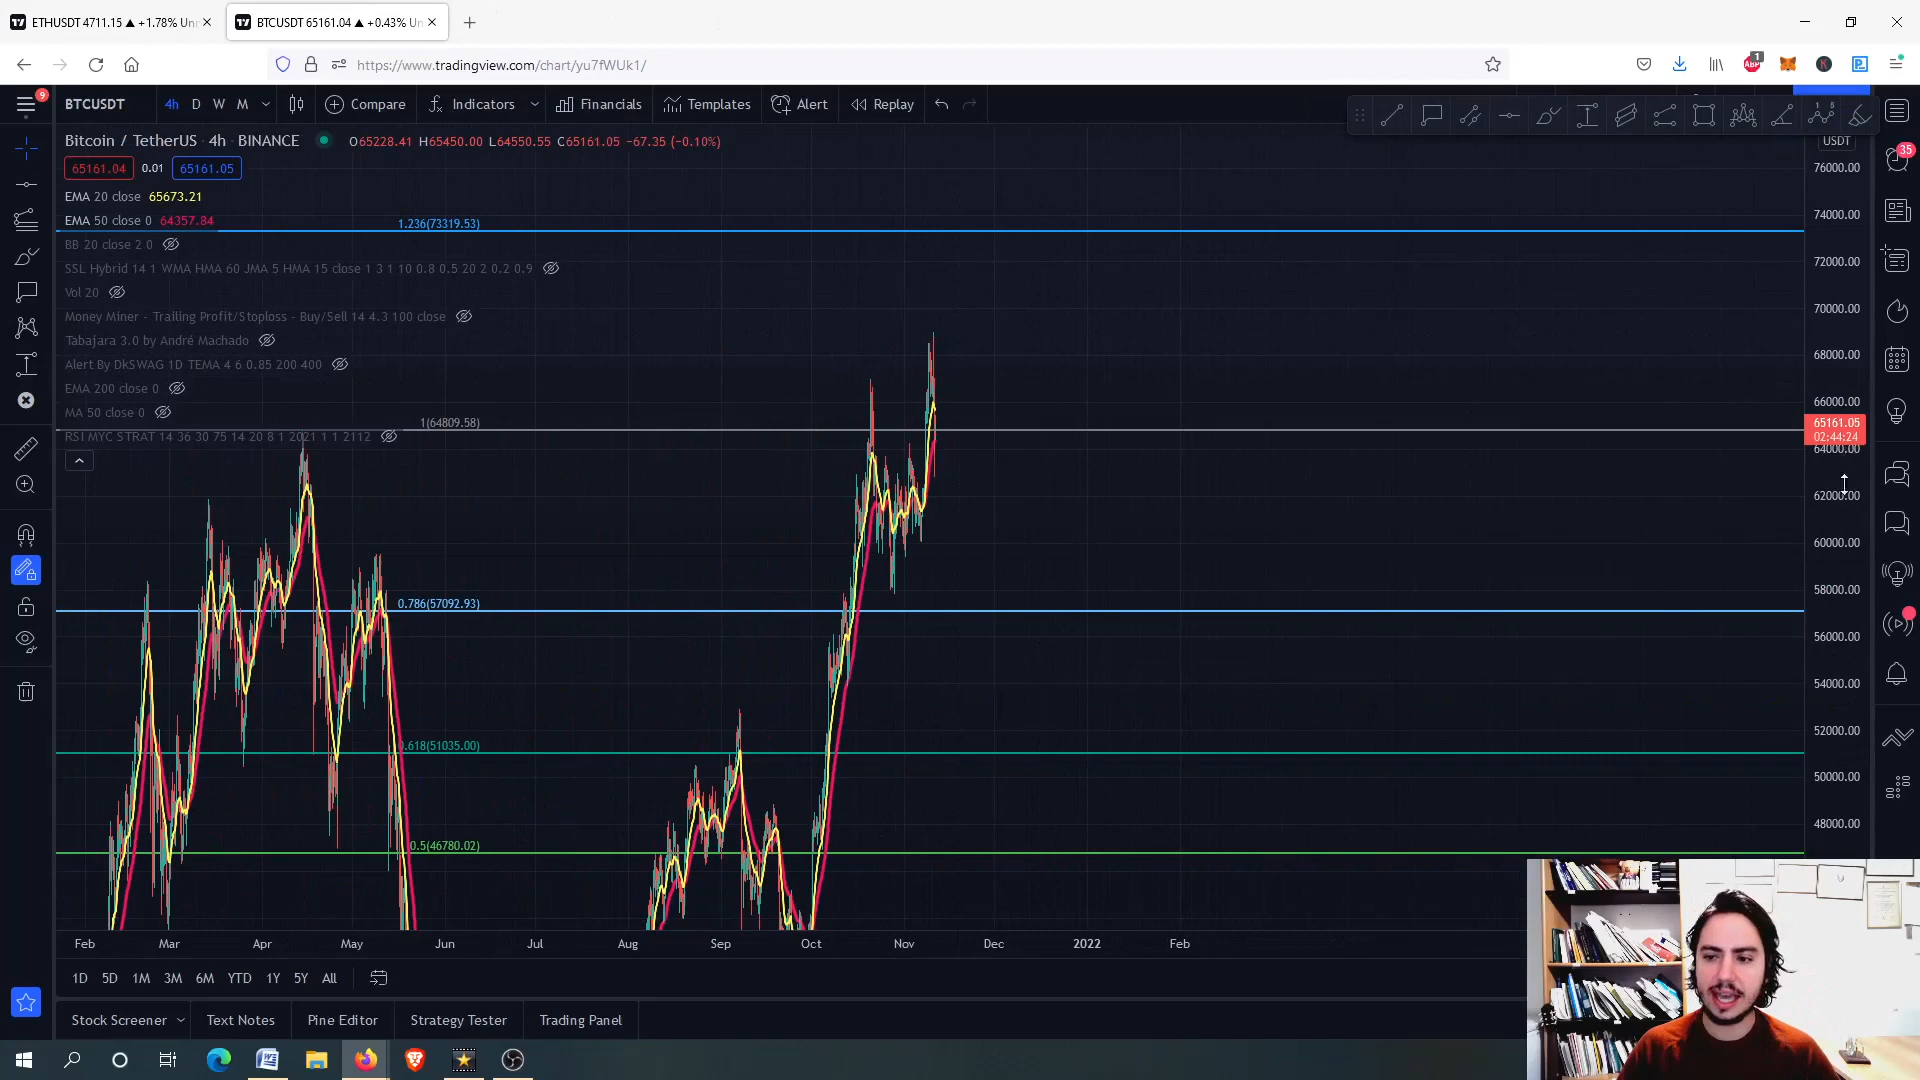 ETHUSDT 4711.15 ▲ +1.78% Un
BTCUSDT 65161.04 ▲ +0.43% Un
https://www.tradingview.com/chart/yu7fWUk1/
ABP
1
K
9
BTCUSDT
4h D W M
Compare
Indicators
Financials
Templates
Alert
Replay
Bitcoin / TetherUS · 4h · BINANCE
O65228.41 H65450.00 L64550.55 C65161.05 −67.35 (−0.10%)
65161.04 0.01 65161.05
EMA 20 close 65673.21
EMA 50 close 0 64357.84
BB 20 close 2 0
SSL Hybrid 14 1 WMA HMA 60 JMA 5 HMA 15 close 1 3 1 10 0.8 0.5 20 2 0.2 0.9
Vol 20
Money Miner - Trailing Profit/Stoploss - Buy/Sell 14 4.3 100 close
Tabajara 3.0 by André Machado
Alert By DkSWAG 1D TEMA 4 6 0.85 200 400
EMA 200 close 0
MA 50 close 0
RSI MYC STRAT 14 36 30 75 14 20 8 1 2021 1 1 2112
1.236(73319.53)
1(64809.58)
0.786(57092.93)
0.618(51035.00)
0.5(46780.02)
USDT
76000.00
74000.00
72000.00
70000.00
68000.00
66000.00
65161.05
02:44:24
64000.00
62000.00
60000.00
58000.00
56000.00
54000.00
52000.00
50000.00
48000.00
35
Feb Mar Apr May Jun Jul Aug Sep Oct Nov Dec 2022 Feb
1D 5D 1M 3M 6M YTD 1Y 5Y All
Stock Screener
Text Notes
Pine Editor
Strategy Tester
Trading Panel